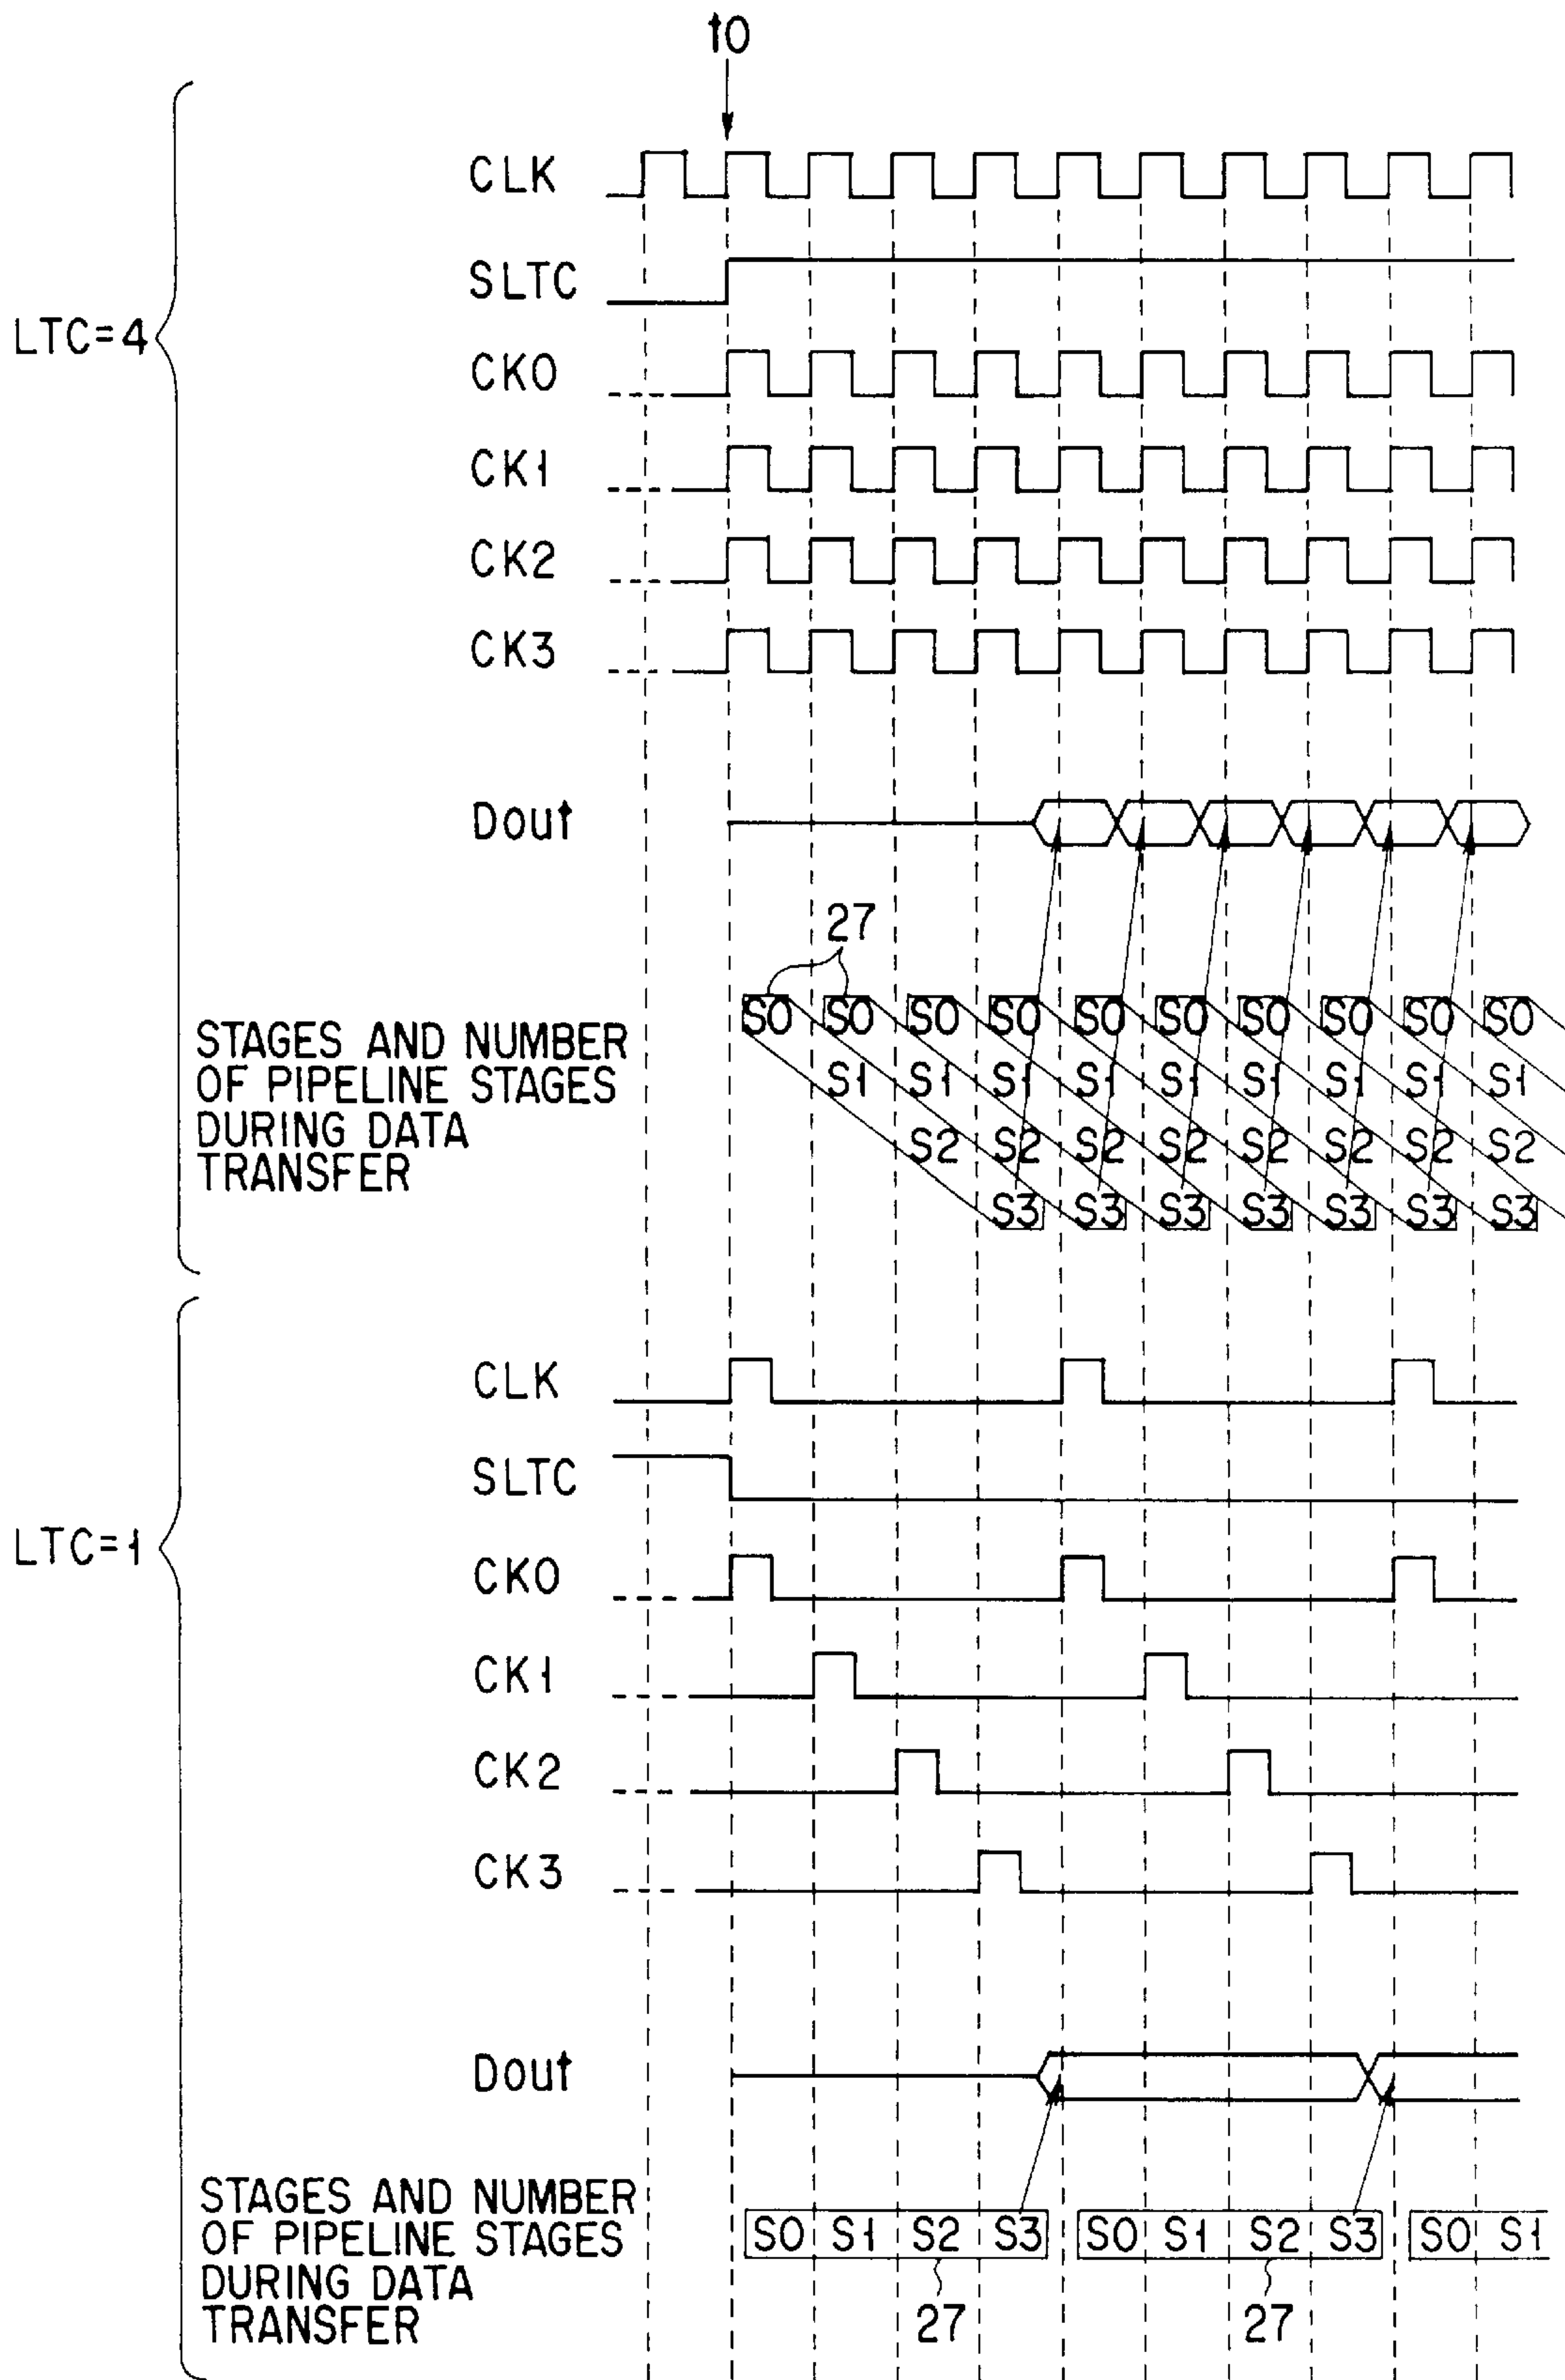 t0
LTC=4
CLK
SLTC
CK0
CK1
CK2
CK3
Dout
27
STAGES AND NUMBER
OF PIPELINE STAGES
DURING DATA
TRANSFER
S0 S0 S0 S0 S0 S0 S0 S0 S0 S0
S1 S1 S1 S1 S1 S1 S1 S1 S1
S2 S2 S2 S2 S2 S2 S2 S2
S3 S3 S3 S3 S3 S3 S3
LTC=1
CLK
SLTC
CK0
CK1
CK2
CK3
Dout
STAGES AND NUMBER
OF PIPELINE STAGES
DURING DATA
TRANSFER
S0 S1 S2 S3 S0 S1 S2 S3 S0 S1
27 27